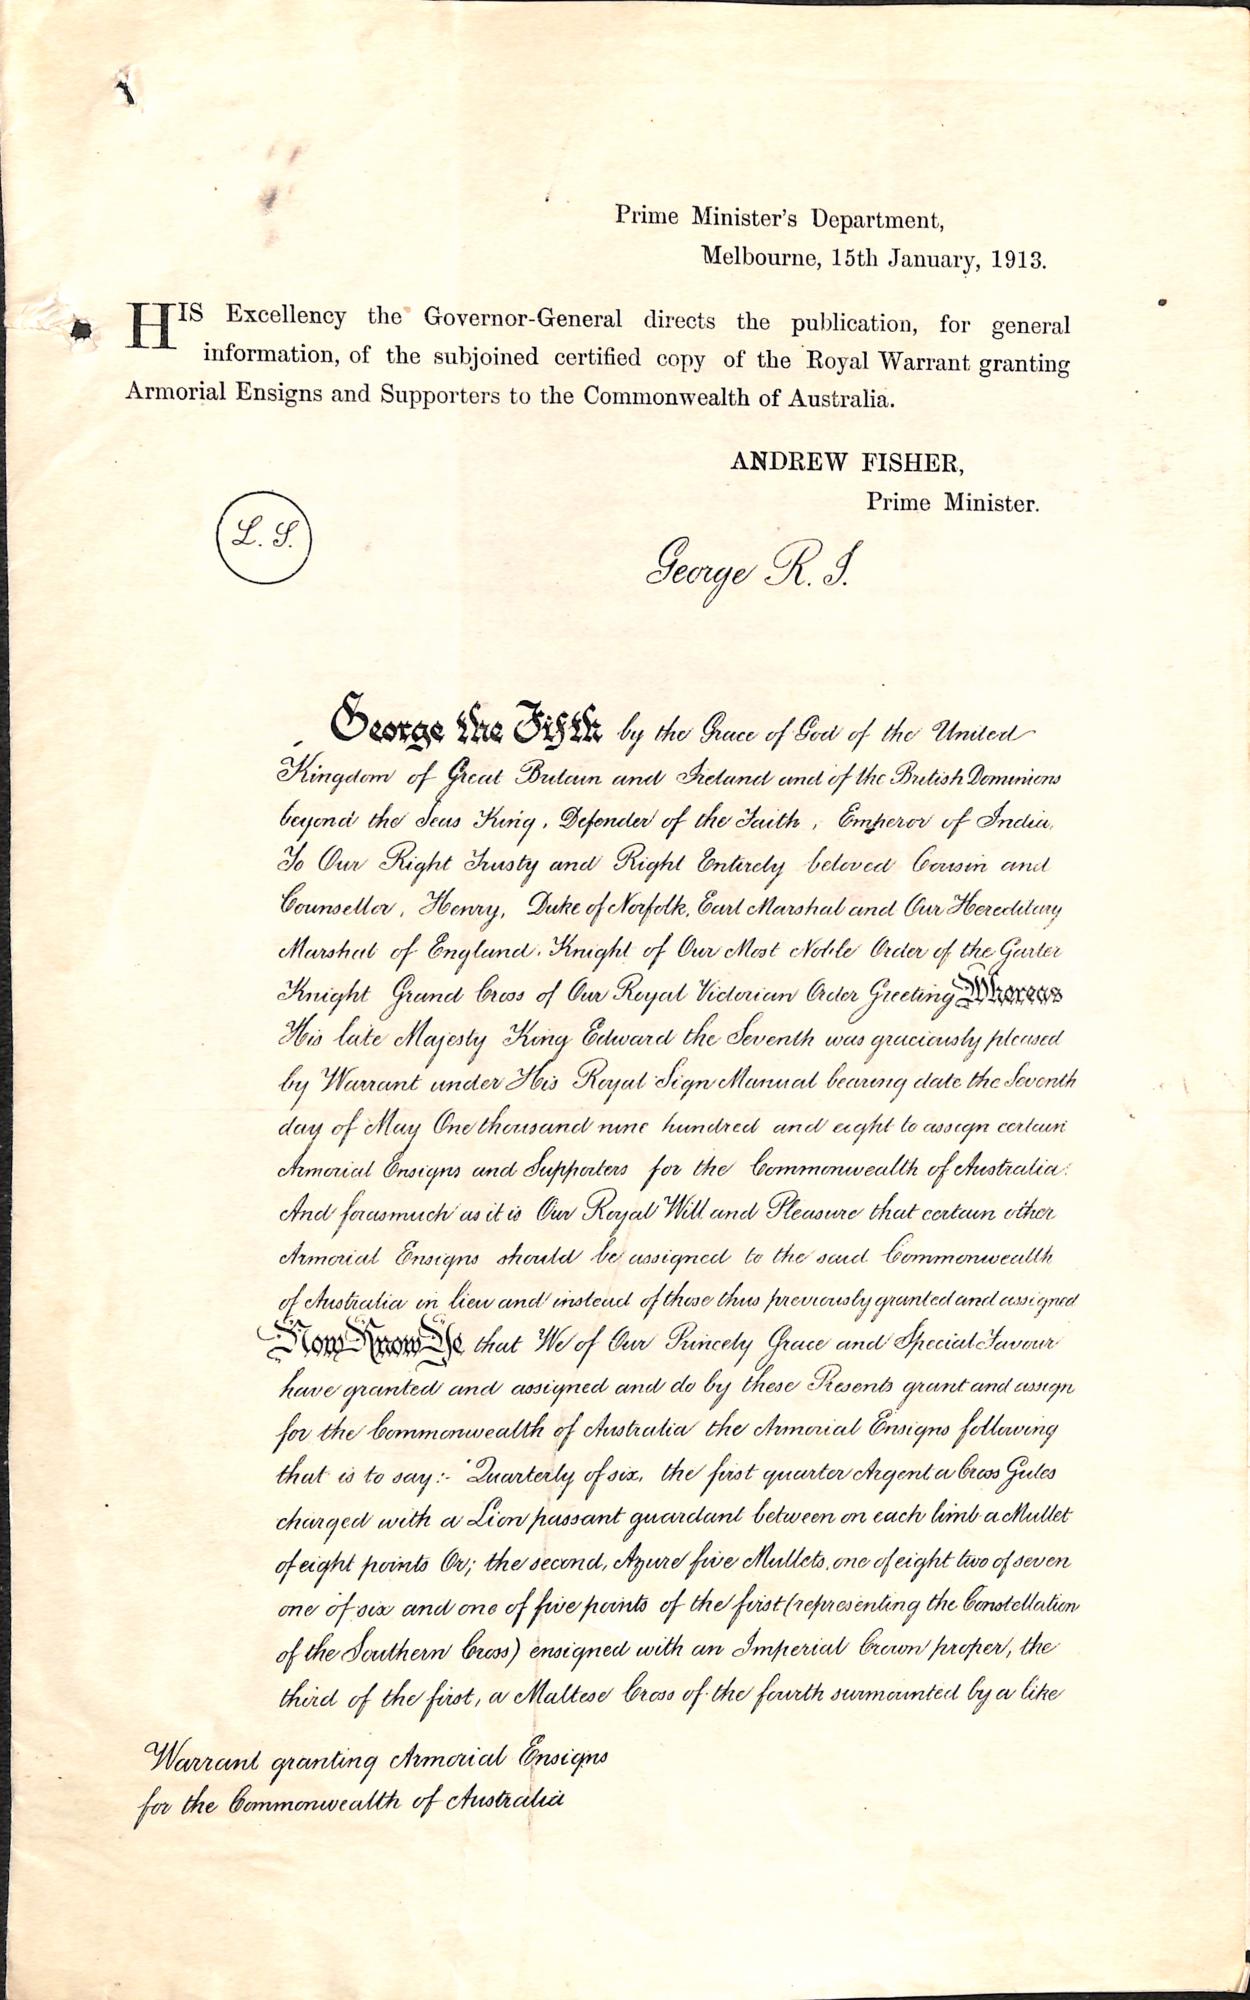 Prime Minister's Department,
Melbourne, 15th January, 1913.
HIS Excellency the Governor-General directs the publication, for general
information, of the subjoined certified copy of the Royal Warrant granting
Armorial Ensigns and Supporters to the Commonwealth of Australia.
ANDREW FISHER,
Prime Minister.
L. S.
George R. I.
George the Fifth by the Grace of God of the United
Kingdom of Great Britain and Ireland and of the British Dominions
beyond the Seas King, Defender of the Faith, Emperor of India,
To Our Right Trusty and Right Entirely beloved Cousin and
Counsellor, Henry, Duke of Norfolk, Earl Marshal and Our Hereditary
Marshal of England, Knight of Our Most Noble Order of the Garter
Knight Grand Cross of Our Royal Victorian Order Greeting Whereas
His late Majesty King Edward the Seventh was graciously pleased
by Warrant under His Royal Sign Manual bearing date the Seventh
day of May One thousand nine hundred and eight to assign certain
Armorial Ensigns and Supporters for the Commonwealth of Australia:
And forasmuch as it is Our Royal Will and Pleasure that certain other
Armorial Ensigns should be assigned to the said Commonwealth
of Australia in lieu and instead of those thus previously granted and assigned
Now Know Ye that We of Our Princely Grace and Special Favour
have granted and assigned and do by these Presents grant and assign
for the Commonwealth of Australia the Armorial Ensigns following
that is to say:- "Quarterly of six, the first quarter Argent a Cross Gules
charged with a Lion passant guardant between on each limb a Mullet
of eight points Or; the second, Azure five Mullets, one of eight two of seven
one of six and one of five points of the first (representing the Constellation
of the Southern Cross) ensigned with an Imperial Crown proper, the
third of the first, a Maltese Cross of the fourth surmounted by a like
Warrant granting Armorial Ensigns
for the Commonwealth of Australia